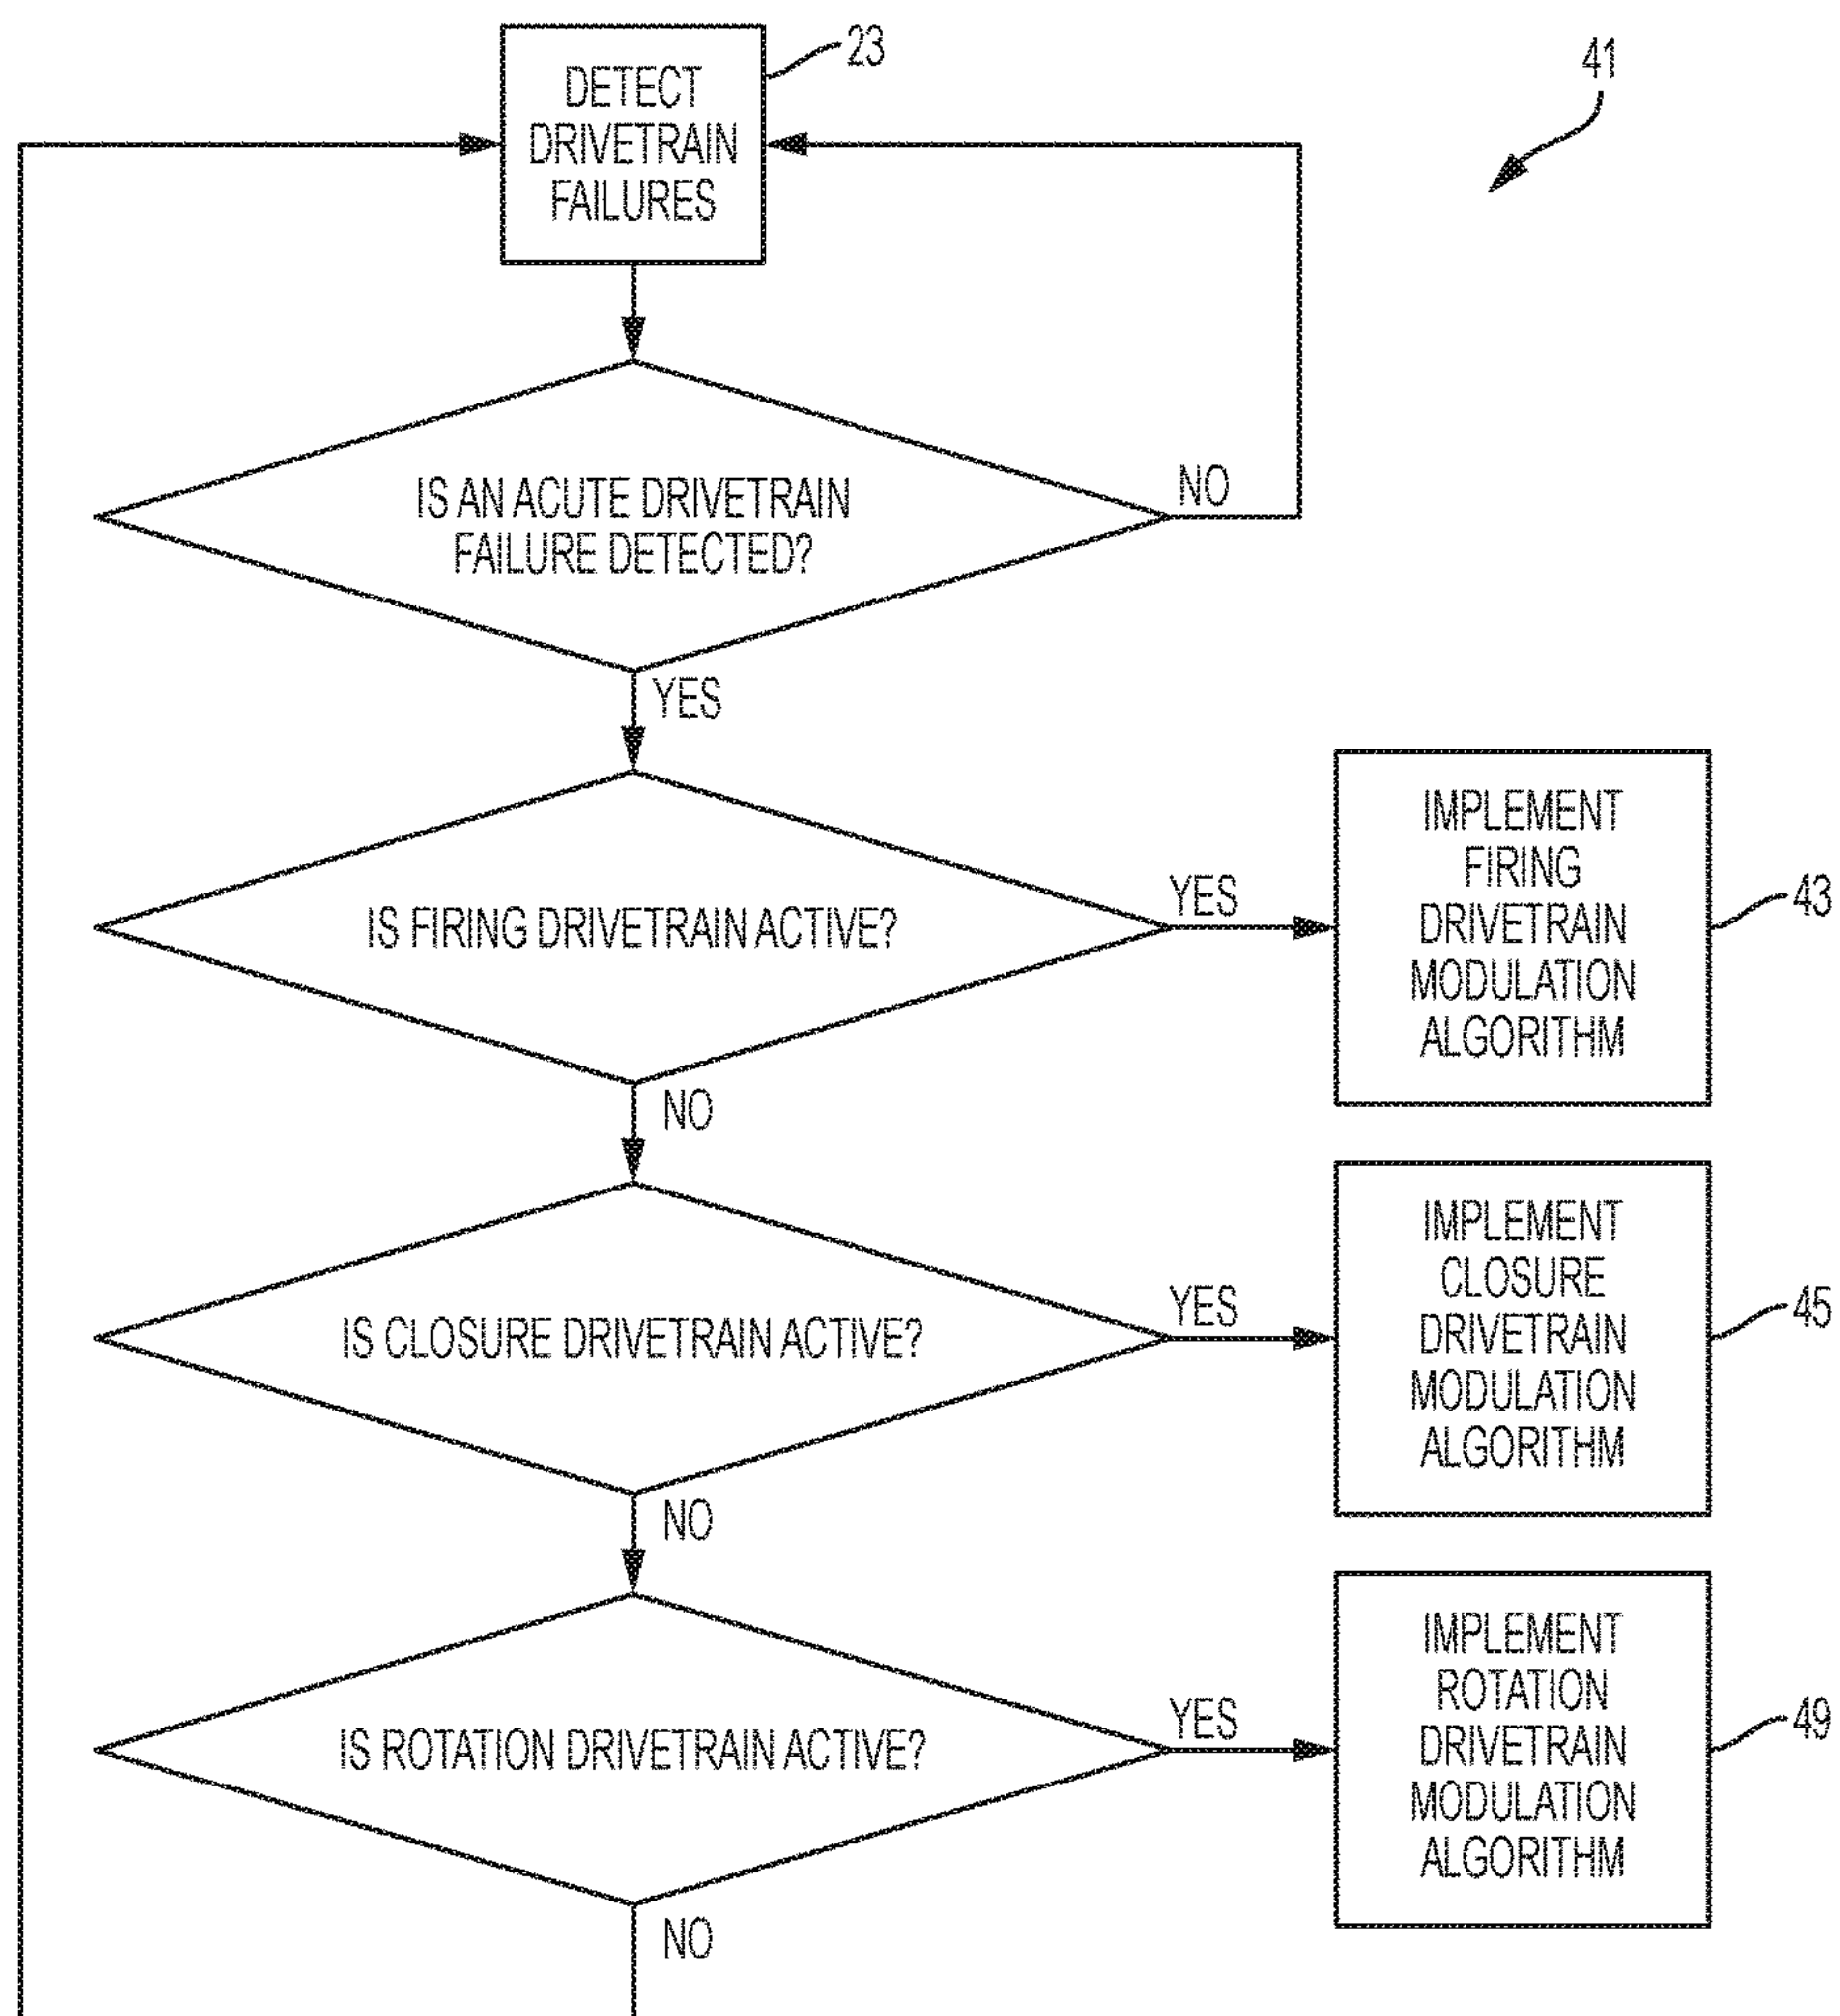 DETECT
DRIVETRAIN
FAILURES
23
41
IS AN ACUTE DRIVETRAIN
FAILURE DETECTED?
NO
YES
IS FIRING DRIVETRAIN ACTIVE?
YES
IMPLEMENT
FIRING
DRIVETRAIN
MODULATION
ALGORITHM
43
NO
IS CLOSURE DRIVETRAIN ACTIVE?
YES
IMPLEMENT
CLOSURE
DRIVETRAIN
MODULATION
ALGORITHM
45
NO
IS ROTATION DRIVETRAIN ACTIVE?
YES
IMPLEMENT
ROTATION
DRIVETRAIN
MODULATION
ALGORITHM
49
NO